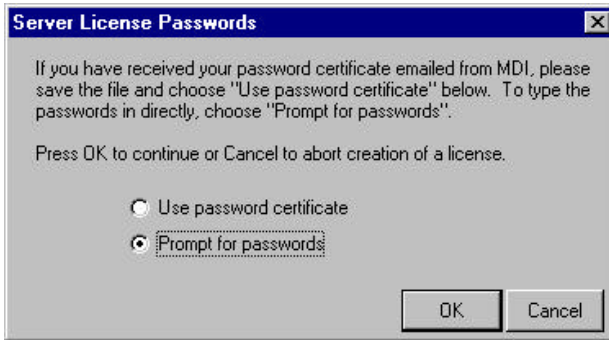 Server License Passwords
If you have received your password certificate emailed from MDI, please
save the file and choose "Use password certificate" below. To type the
passwords in directly, choose "Prompt for passwords".
Press OK to continue or Cancel to abort creation of a license.
Use password certificate
Prompt for passwords
OK Cancel